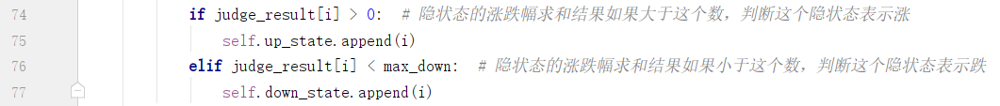 74 if judge_result[i] > 0:  # 隐状态的涨跌幅求和结果如果大于这个数，判断这个隐状态表示涨
75 self.up_state.append(i)
76 elif judge_result[i] < max_down:  # 隐状态的涨跌幅求和结果如果小于这个数，判断这个隐状态表示跌
77 self.down_state.append(i)